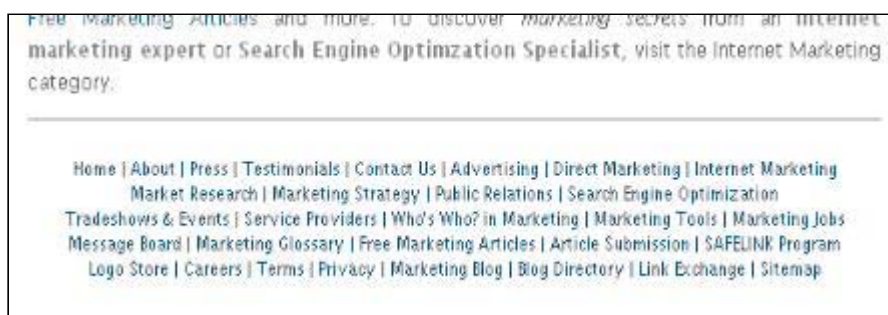 Free Marketing Articles and more. To discover marketing secrets from an Internet
marketing expert or Search Engine Optimzation Specialist, visit the Internet Marketing
category.
Home | About | Press | Testimonials | Contact Us | Advertising | Direct Marketing | Internet Marketing
Market Research | Marketing Strategy | Public Relations | Search Engine Optimization
Tradeshows & Events | Service Providers | Who's Who? in Marketing | Marketing Tools | Marketing Jobs
Message Board | Marketing Glossary | Free Marketing Articles | Article Submission | SAFELINK Program
Logo Store | Careers | Terms | Privacy | Marketing Blog | Blog Directory | Link Exchange | Sitemap